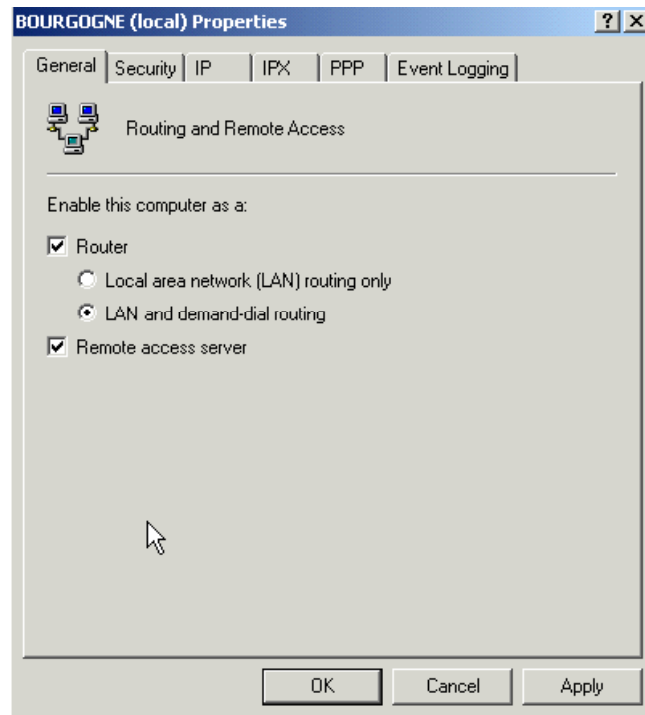 BOURGOGNE (local) Properties
General Security IP IPX PPP Event Logging
Routing and Remote Access
Enable this computer as a:
Router
Local area network (LAN) routing only
LAN and demand-dial routing
Remote access server
OK Cancel Apply